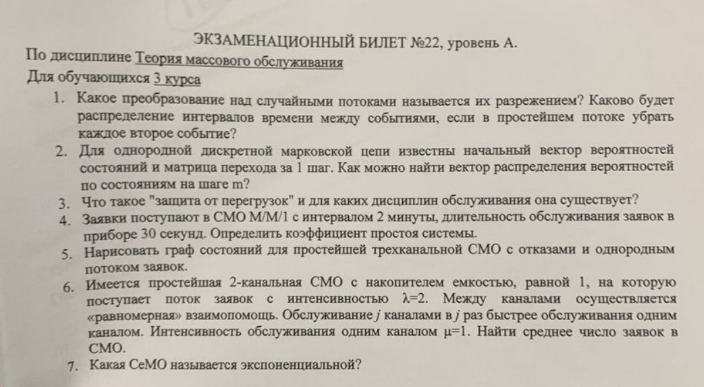 ЭКЗАМЕНАЦИОННЫЙ БИЛЕТ №22, уровень А.
По дисциплине Теория массового обслуживания
Для обучающихся 3 курса
1. Какое преобразование над случайными потоками называется их разрежением? Каково будет
распределение интервалов времени между событиями, если в простейшем потоке убрать
каждое второе событие?
2. Для однородной дискретной марковской цепи известны начальный вектор вероятностей
состояний и матрица перехода за 1 шаг. Как можно найти вектор распределения вероятностей
по состояниям на шаге m?
3. Что такое "защита от перегрузок" и для каких дисциплин обслуживания она существует?
4. Заявки поступают в СМО М/М/1 с интервалом 2 минуты, длительность обслуживания заявок в
приборе 30 секунд. Определить коэффициент простоя системы.
5. Нарисовать граф состояний для простейшей трехканальной СМО с отказами и однородным
потоком заявок.
6. Имеется простейшая 2-канальная СМО с накопителем емкостью, равной 1, на которую
поступает поток заявок с интенсивностью λ=2. Между каналами осуществляется
«равномерная» взаимопомощь. Обслуживание j каналами в j раз быстрее обслуживания одним
каналом. Интенсивность обслуживания одним каналом μ=1. Найти среднее число заявок в
СМО.
7. Какая СеМО называется экспоненциальной?